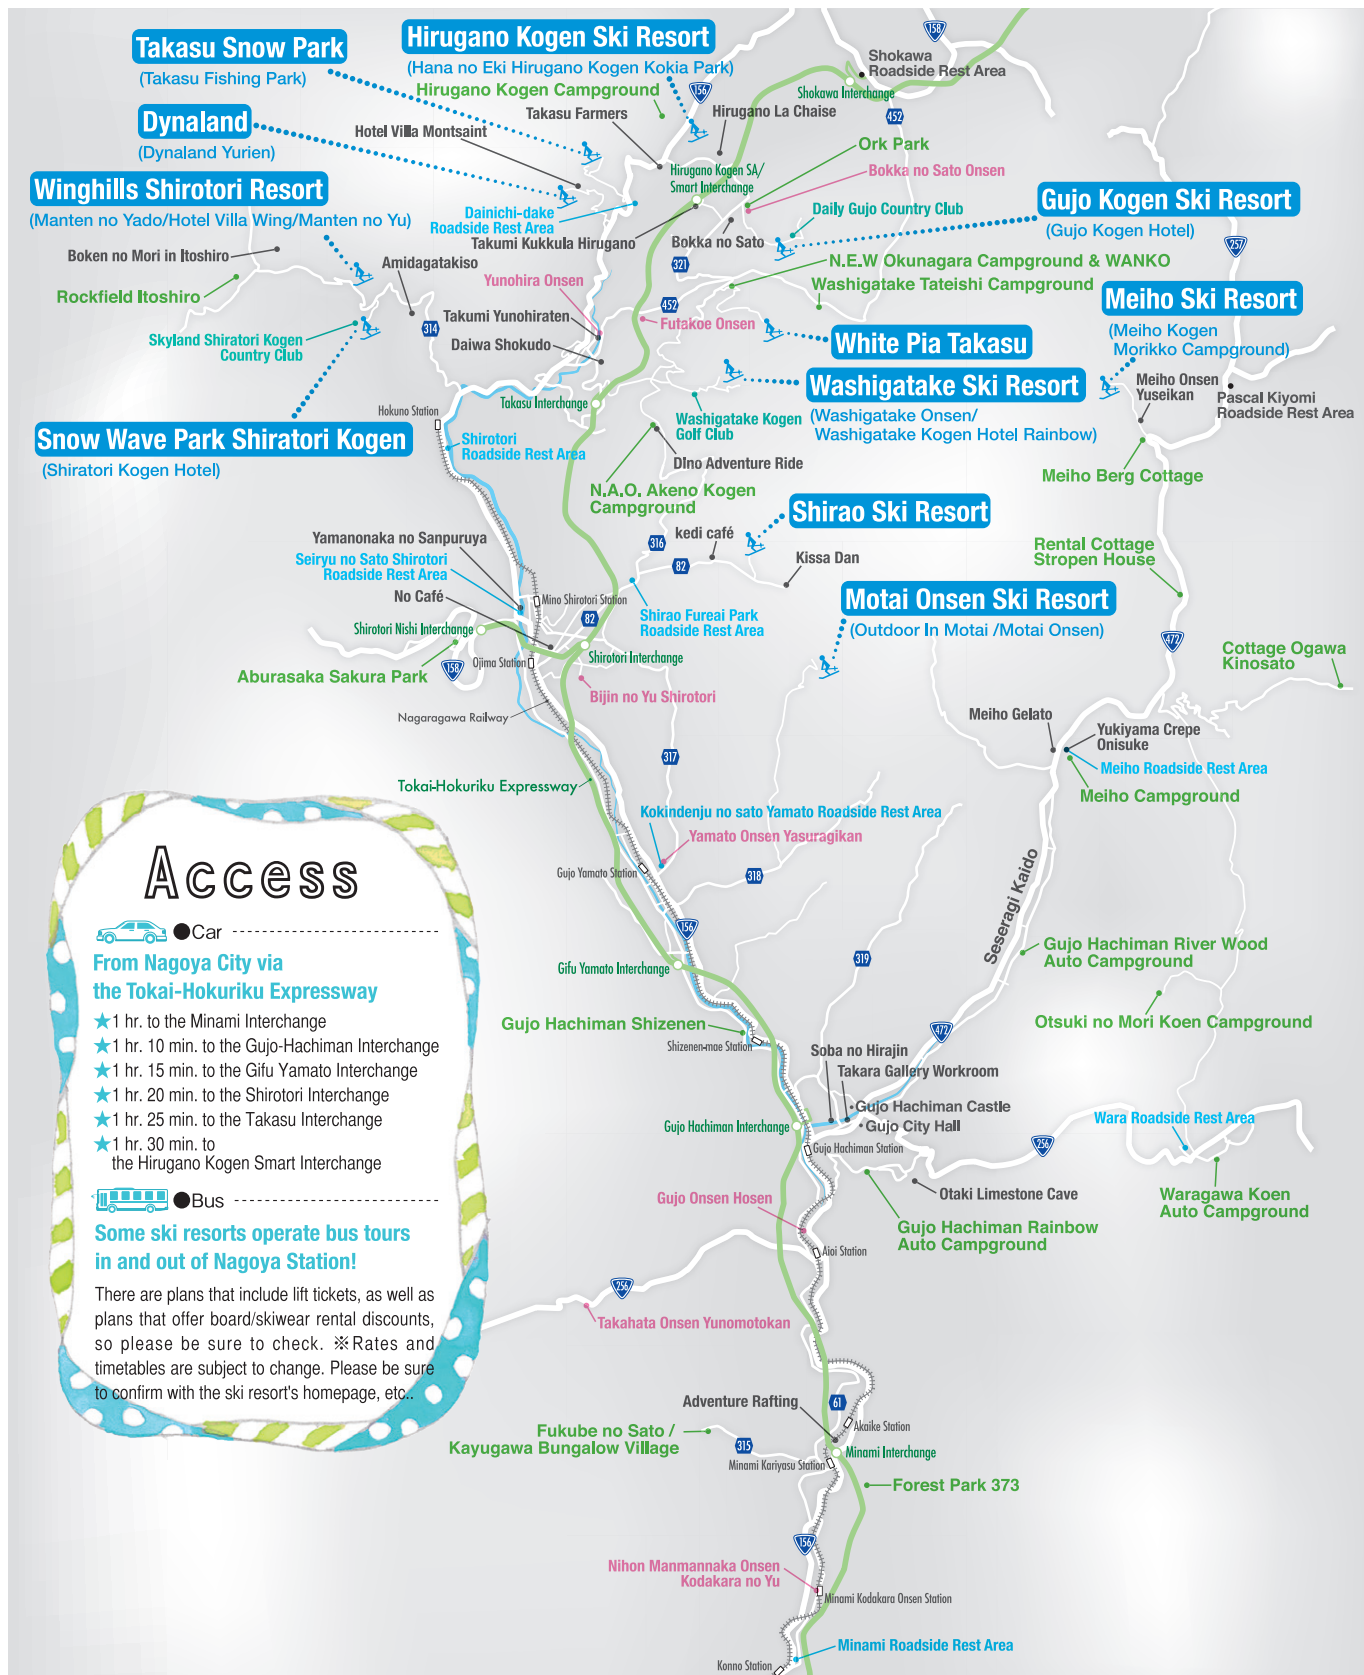 Takasu Snow Park
(Takasu Fishing Park)
Hirugano Kogen Ski Resort
(Hana no Eki Hirugano Kogen Kokia Park)
Hirugano Kogen Campground
158
Shokawa
Roadside Rest Area
Shokawa Interchange
156
452
Dynaland
(Dynaland Yurien)
Hotel Villa Montsaint
Takasu Farmers
Hirugano La Chaise
Ork Park
Bokka no Sato Onsen
Hirugano Kogen SA/
Smart Interchange
Winghills Shirotori Resort
(Manten no Yado/Hotel Villa Wing/Manten no Yu)
Dainichi-dake
Roadside Rest Area
Takumi Kukkula Hirugano
Bokka no Sato
Daily Gujo Country Club
Gujo Kogen Ski Resort
(Gujo Kogen Hotel)
257
Boken no Mori in Itoshiro
Amidagatakiso
Rockfield Itoshiro
Yunohira Onsen
321
N.E.W Okunagara Campground & WANKO
Washigatake Tateishi Campground
452
Futakoe Onsen
Takumi Yunohiraten
Daiwa Shokudo
314
Skyland Shiratori Kogen
Country Club
Meiho Ski Resort
(Meiho Kogen
Morikko Campground)
White Pia Takasu
Washigatake Ski Resort
(Washigatake Onsen/
Washigatake Kogen Hotel Rainbow)
Meiho Onsen
Yuseikan
Pascal Kiyomi
Roadside Rest Area
Takasu Interchange
Hokuno Station
Washigatake Kogen
Golf Club
Snow Wave Park Shiratori Kogen
(Shiratori Kogen Hotel)
Shirotori
Roadside Rest Area
DIno Adventure Ride
N.A.O. Akeno Kogen
Campground
Meiho Berg Cottage
Shirao Ski Resort
Yamanonaka no Sanpuruya
Seiryu no Sato Shirotori
Roadside Rest Area
No Café
316
82
kedi café
Kissa Dan
Rental Cottage
Stropen House
Mino Shirotori Station
82
Shirao Fureai Park
Roadside Rest Area
Motai Onsen Ski Resort
(Outdoor In Motai /Motai Onsen)
Shirotori Nishi Interchange
Ojima Station
Shirotori Interchange
472
Cottage Ogawa
Kinosato
Aburasaka Sakura Park
158
Bijin no Yu Shirotori
Nagaragawa Railway
Meiho Gelato
Yukiyama Crepe
Onisuke
Meiho Roadside Rest Area
Meiho Campground
317
Tokai-Hokuriku Expressway
Kokindenju no sato Yamato Roadside Rest Area
Yamato Onsen Yasuragikan
Gujo Yamato Station
318
156
Seseragi Kaido
319
Gifu Yamato Interchange
Gujo Hachiman River Wood
Auto Campground
Otsuki no Mori Koen Campground
Gujo Hachiman Shizenen
Shizenen-mae Station
472
Soba no Hirajin
Takara Gallery Workroom
Gujo Hachiman Castle
Gujo City Hall
Gujo Hachiman Interchange
Gujo Hachiman Station
256
Wara Roadside Rest Area
Otaki Limestone Cave
Waragawa Koen
Auto Campground
Gujo Onsen Hosen
Gujo Hachiman Rainbow
Auto Campground
Aioi Station
256
Takahata Onsen Yunomotokan
61
Adventure Rafting
Akaike Station
Fukube no Sato /
Kayugawa Bungalow Village
315
Minami Kariyasu Station
Minami Interchange
Forest Park 373
156
Nihon Manmannaka Onsen
Kodakara no Yu
Minami Kodakara Onsen Station
Minami Roadside Rest Area
Konno Station
Access
●Car
From Nagoya City via
the Tokai-Hokuriku Expressway
★1 hr. to the Minami Interchange
★1 hr. 10 min. to the Gujo-Hachiman Interchange
★1 hr. 15 min. to the Gifu Yamato Interchange
★1 hr. 20 min. to the Shirotori Interchange
★1 hr. 25 min. to the Takasu Interchange
★1 hr. 30 min. to
the Hirugano Kogen Smart Interchange
●Bus
Some ski resorts operate bus tours
in and out of Nagoya Station!
There are plans that include lift tickets, as well as
plans that offer board/skiwear rental discounts,
so please be sure to check. ※Rates and
timetables are subject to change. Please be sure
to confirm with the ski resort's homepage, etc..